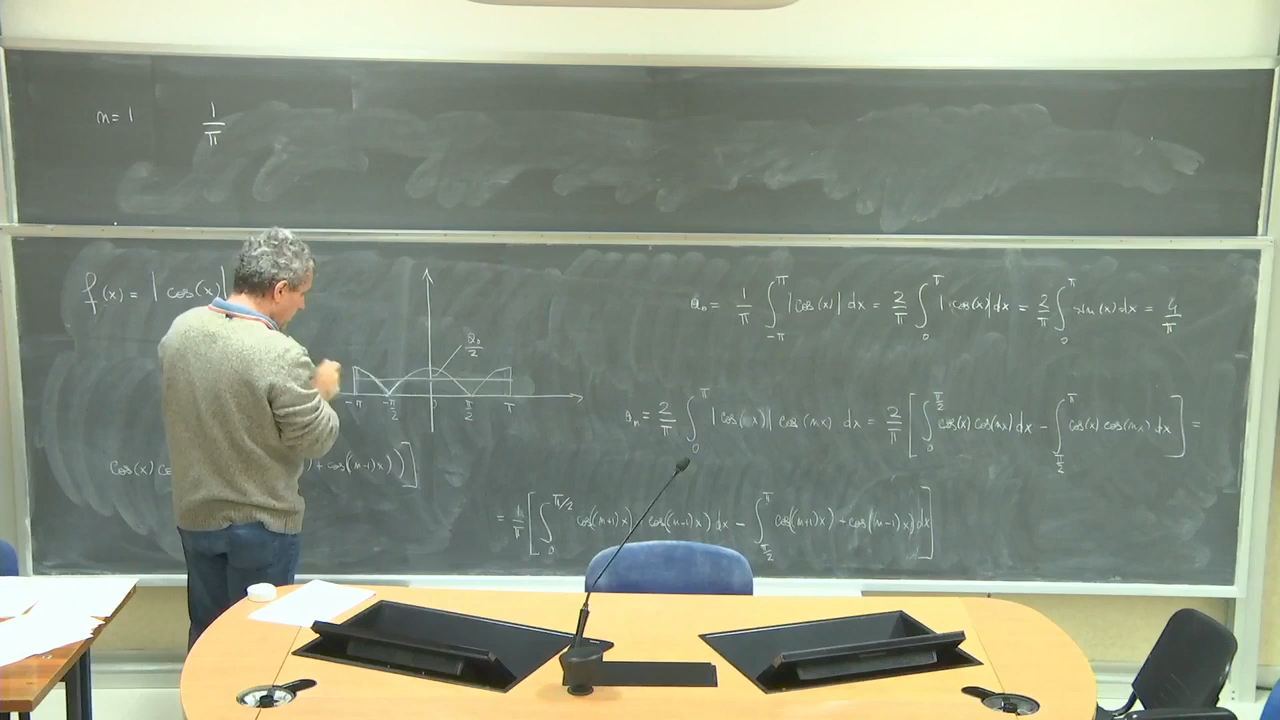 n=1 1/π
f(x) = | cos(x) |
a₀/2
-π -π/2 π/2 π
a₀ = 1/π ∫_{-π}^{π} |cos(x)| dx = 2/π ∫_0^π |cos(x)| dx = 2/π ∫_0^π sin(x) dx = 4/π
aₙ = 2/π ∫_0^π |cos(x)| cos(nx) dx = 2/π [ ∫_0^{π/2} cos(x) cos(nx) dx - ∫_{π/2}^π cos(x) cos(nx) dx ] =
cos(x) ) + cos((n-1)x) ) ]
= 1/π [ ∫_0^{π/2} cos((n+1)x) cos((n-1)x) dx - ∫_{π/2}^π cos((n+1)x) + cos((n-1)x) dx ]